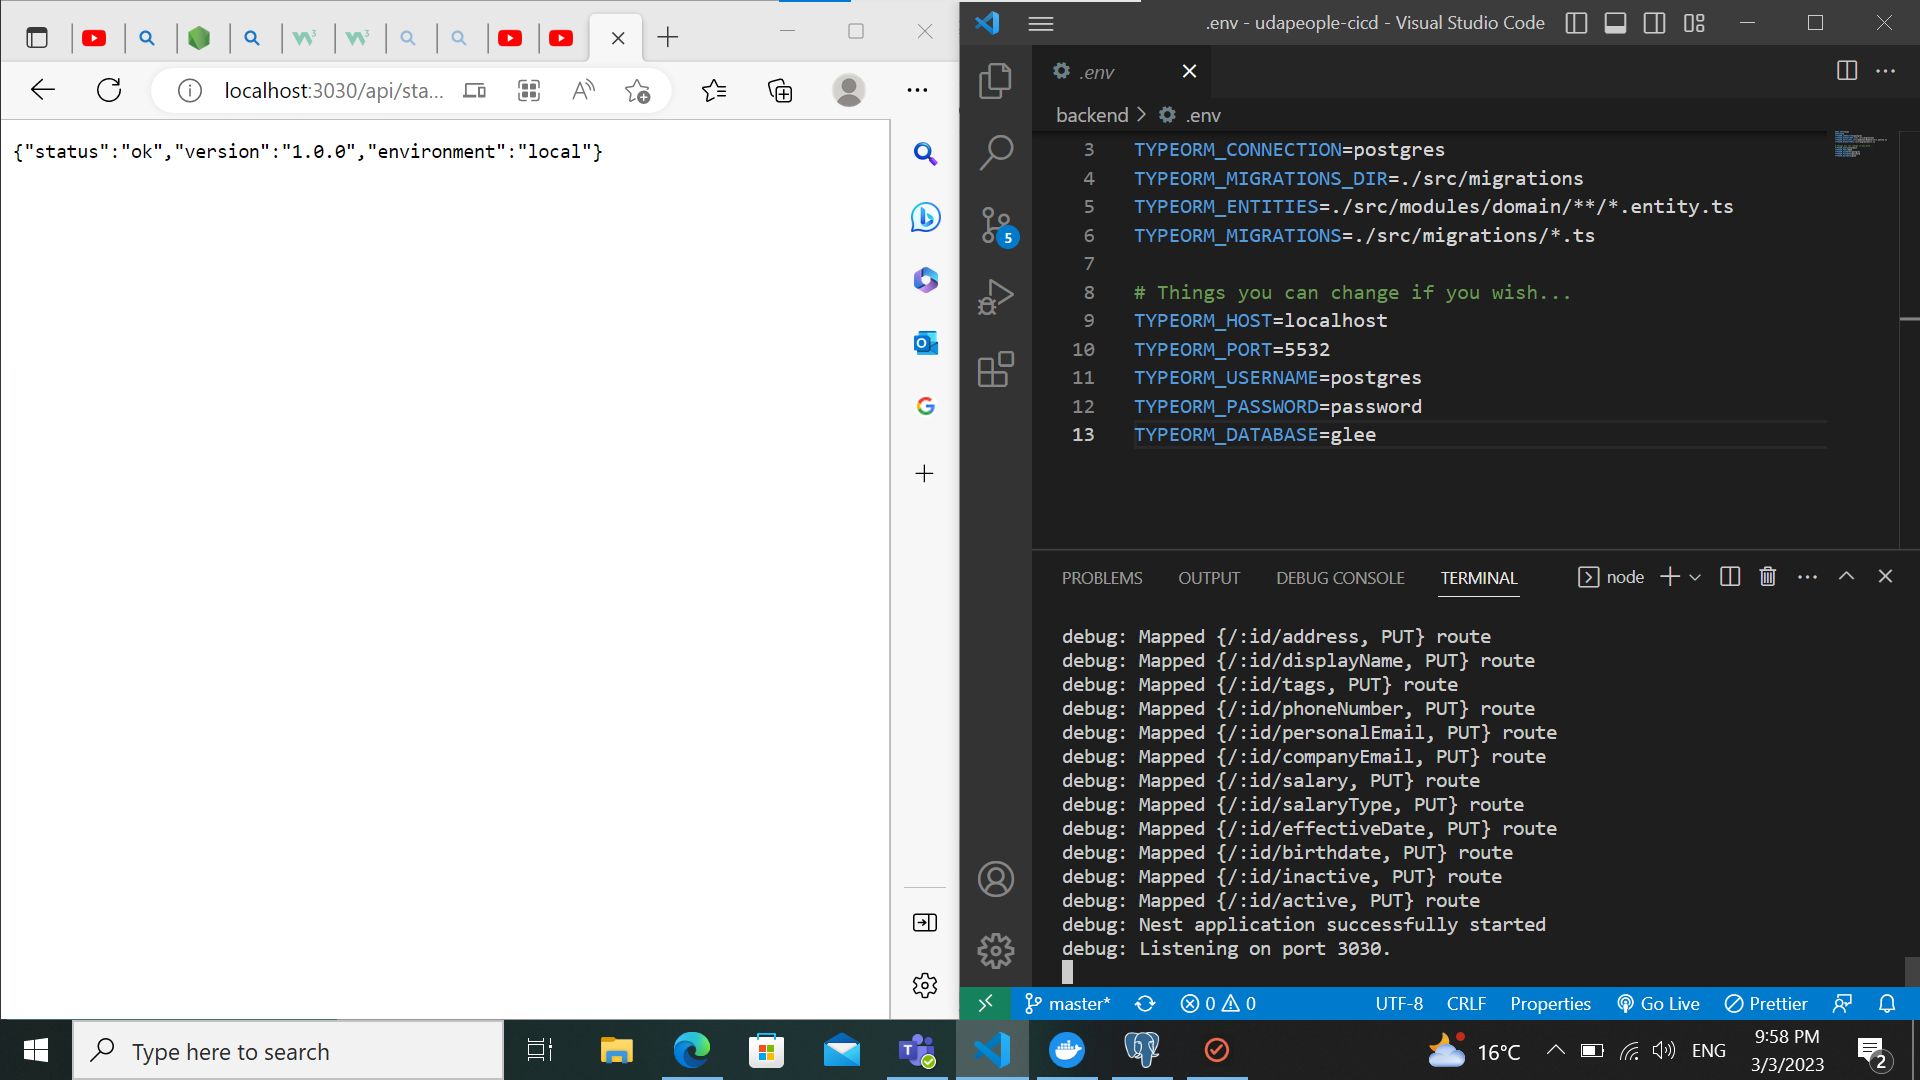 localhost:3030/api/sta...
{"status":"ok","version":"1.0.0","environment":"local"}
.env - udapeople-cicd - Visual Studio Code
.env
backend > .env
3 TYPEORM_CONNECTION=postgres
4 TYPEORM_MIGRATIONS_DIR=./src/migrations
5 TYPEORM_ENTITIES=./src/modules/domain/**/*.entity.ts
6 TYPEORM_MIGRATIONS=./src/migrations/*.ts
7
8 # Things you can change if you wish...
9 TYPEORM_HOST=localhost
10 TYPEORM_PORT=5532
11 TYPEORM_USERNAME=postgres
12 TYPEORM_PASSWORD=password
13 TYPEORM_DATABASE=glee
5
PROBLEMS OUTPUT DEBUG CONSOLE TERMINAL node
debug: Mapped {/:id/address, PUT} route
debug: Mapped {/:id/displayName, PUT} route
debug: Mapped {/:id/tags, PUT} route
debug: Mapped {/:id/phoneNumber, PUT} route
debug: Mapped {/:id/personalEmail, PUT} route
debug: Mapped {/:id/companyEmail, PUT} route
debug: Mapped {/:id/salary, PUT} route
debug: Mapped {/:id/salaryType, PUT} route
debug: Mapped {/:id/effectiveDate, PUT} route
debug: Mapped {/:id/birthdate, PUT} route
debug: Mapped {/:id/inactive, PUT} route
debug: Mapped {/:id/active, PUT} route
debug: Nest application successfully started
debug: Listening on port 3030.
master* 0 0 UTF-8 CRLF Properties Go Live Prettier
Type here to search
16°C ENG
9:58 PM
3/3/2023
2